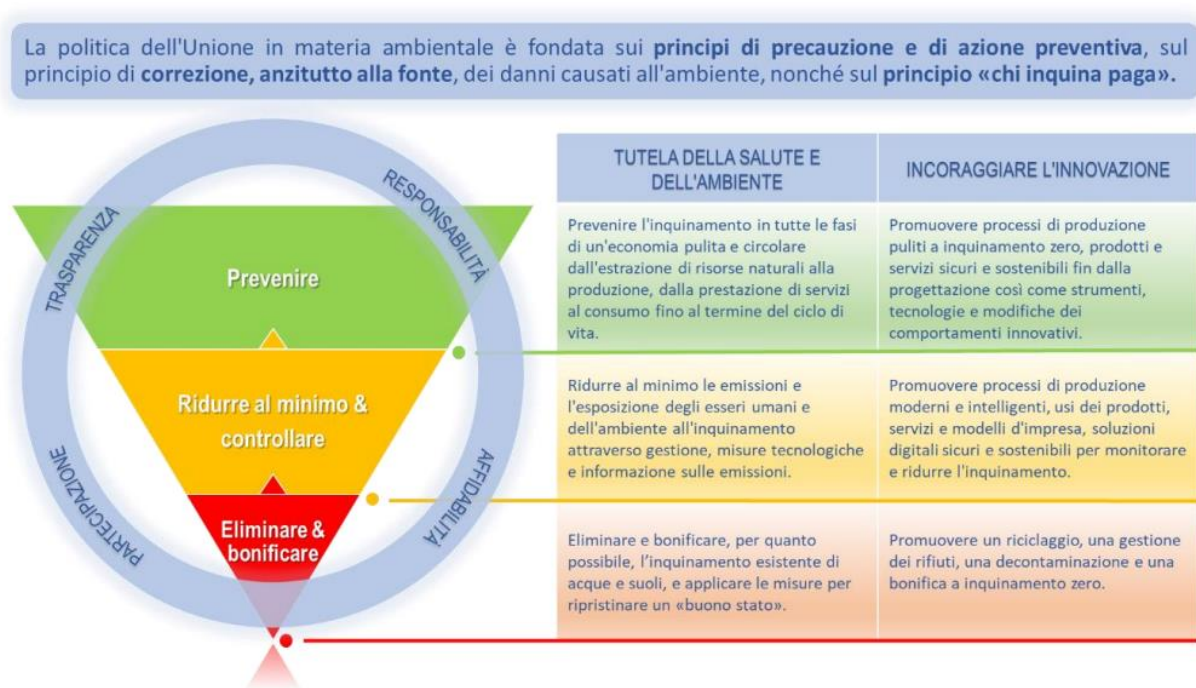 La politica dell'Unione in materia ambientale è fondata sui principi di precauzione e di azione preventiva, sul
principio di correzione, anzitutto alla fonte, dei danni causati all'ambiente, nonché sul principio «chi inquina paga».
TRASPARENZA
RESPONSABILITÀ
PARTECIPAZIONE
AFFIDABILITÀ
Prevenire
Ridurre al minimo &
controllare
Eliminare &
bonificare
TUTELA DELLA SALUTE E
DELL'AMBIENTE
INCORAGGIARE L'INNOVAZIONE
Prevenire l'inquinamento in tutte le fasi
di un'economia pulita e circolare
dall'estrazione di risorse naturali alla
produzione, dalla prestazione di servizi
al consumo fino al termine del ciclo di
vita.
Promuovere processi di produzione
puliti a inquinamento zero, prodotti e
servizi sicuri e sostenibili fin dalla
progettazione così come strumenti,
tecnologie e modifiche dei
comportamenti innovativi.
Ridurre al minimo le emissioni e
l'esposizione degli esseri umani e
dell'ambiente all'inquinamento
attraverso gestione, misure tecnologiche
e informazione sulle emissioni.
Promuovere processi di produzione
moderni e intelligenti, usi dei prodotti,
servizi e modelli d'impresa, soluzioni
digitali sicuri e sostenibili per monitorare
e ridurre l'inquinamento.
Eliminare e bonificare, per quanto
possibile, l’inquinamento esistente di
acque e suoli, e applicare le misure per
ripristinare un «buono stato».
Promuovere un riciclaggio, una gestione
dei rifiuti, una decontaminazione e una
bonifica a inquinamento zero.